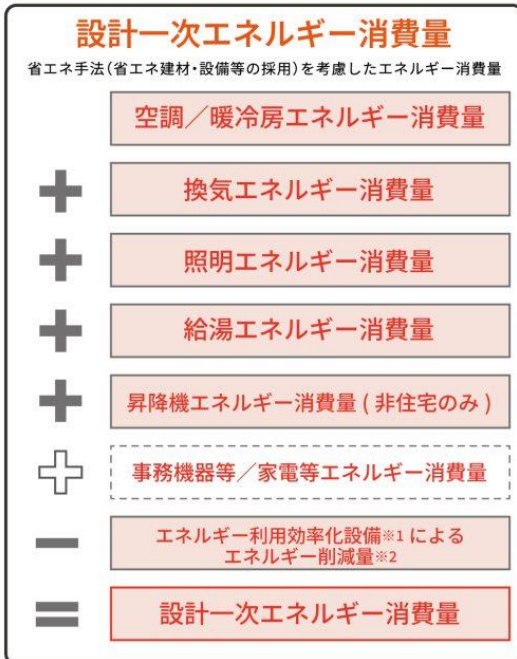 設計一次エネルギー消費量
省エネ手法(省エネ建材・設備等の採用)を考慮したエネルギー消費量
空調／暖冷房エネルギー消費量
+ 換気エネルギー消費量
+ 照明エネルギー消費量
+ 給湯エネルギー消費量
+ 昇降機エネルギー消費量 ( 非住宅のみ )
+ 事務機器等／家電等エネルギー消費量
− エネルギー利用効率化設備※1 による
エネルギー削減量※2
= 設計一次エネルギー消費量